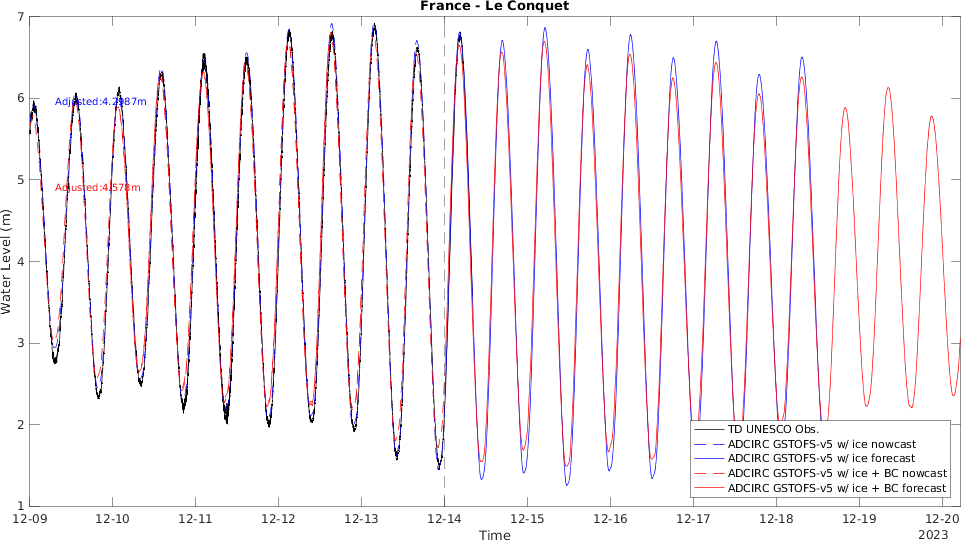 France - Le Conquet
7
6
5
4
3
2
1
Water Level (m)
Adjusted:4.2987m
Adjusted:4.578m
TD UNESCO Obs.
ADCIRC GSTOFS-v5 w/ ice nowcast
ADCIRC GSTOFS-v5 w/ ice forecast
ADCIRC GSTOFS-v5 w/ ice + BC nowcast
ADCIRC GSTOFS-v5 w/ ice + BC forecast
12-09 12-10 12-11 12-12 12-13 12-14 12-15 12-16 12-17 12-18 12-19 12-20
Time
2023